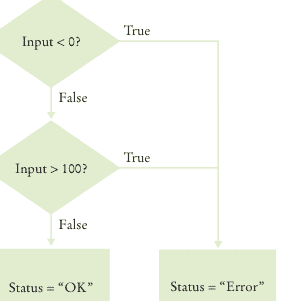 True
Input < 0?
False
True
Input > 100?
False
Status = “OK”
Status = “Error”